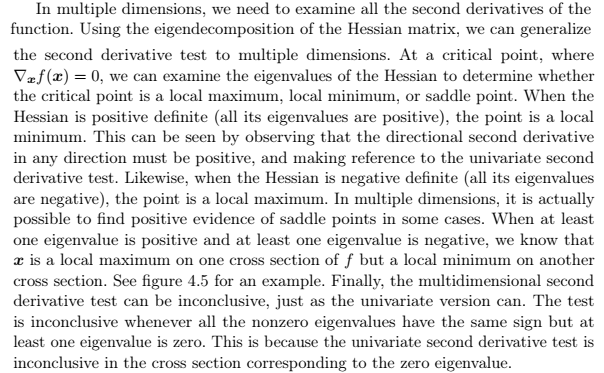 In multiple dimensions, we need to examine all the second derivatives of the
function. Using the eigendecomposition of the Hessian matrix, we can generalize
the second derivative test to multiple dimensions. At a critical point, where
∇ₓf(x) = 0, we can examine the eigenvalues of the Hessian to determine whether
the critical point is a local maximum, local minimum, or saddle point. When the
Hessian is positive definite (all its eigenvalues are positive), the point is a local
minimum. This can be seen by observing that the directional second derivative
in any direction must be positive, and making reference to the univariate second
derivative test. Likewise, when the Hessian is negative definite (all its eigenvalues
are negative), the point is a local maximum. In multiple dimensions, it is actually
possible to find positive evidence of saddle points in some cases. When at least
one eigenvalue is positive and at least one eigenvalue is negative, we know that
x is a local maximum on one cross section of f but a local minimum on another
cross section. See figure 4.5 for an example. Finally, the multidimensional second
derivative test can be inconclusive, just as the univariate version can. The test
is inconclusive whenever all the nonzero eigenvalues have the same sign but at
least one eigenvalue is zero. This is because the univariate second derivative test is
inconclusive in the cross section corresponding to the zero eigenvalue.